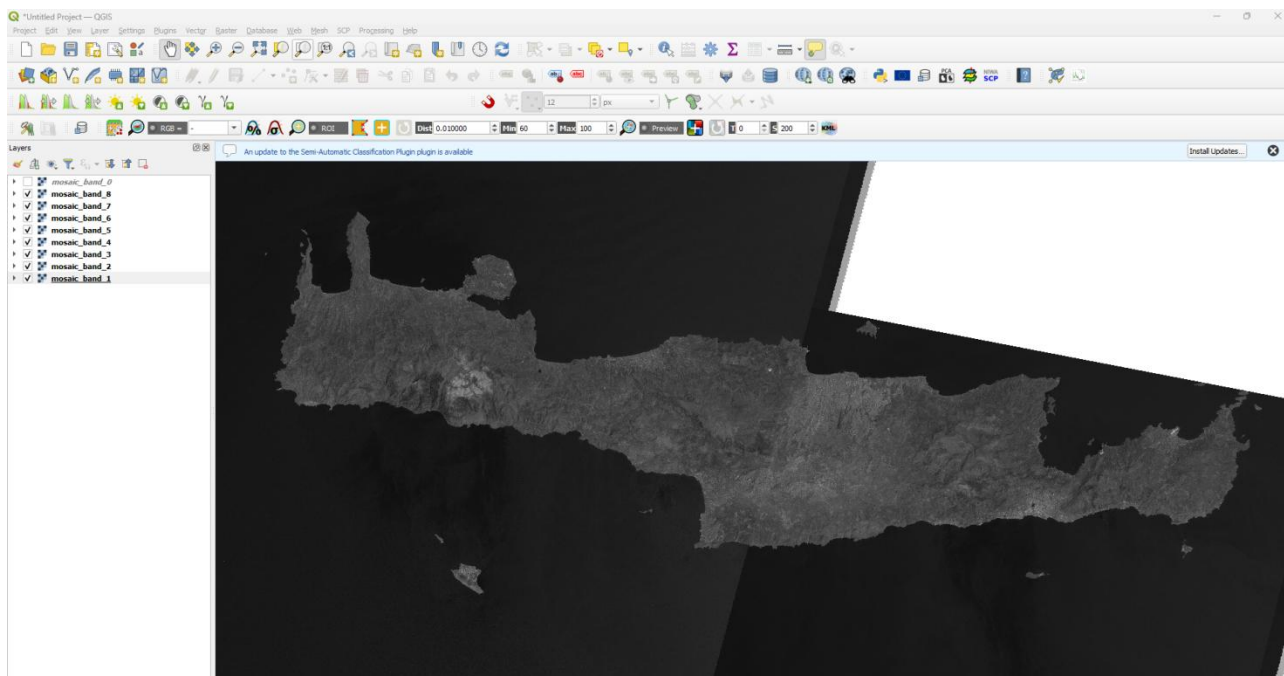 *Untitled Project — QGIS
Project Edit View Layer Settings Plugins Vector Raster Database Web Mesh SCP Processing Help
12 px
RGB = - ROI Dist 0.010000 Min 60 Max 100 Preview T 0 S 200 KML
Layers
An update to the Semi-Automatic Classification Plugin plugin is available
Install Updates...
mosaic_band_0
mosaic_band_8
mosaic_band_7
mosaic_band_6
mosaic_band_5
mosaic_band_4
mosaic_band_3
mosaic_band_2
mosaic_band_1